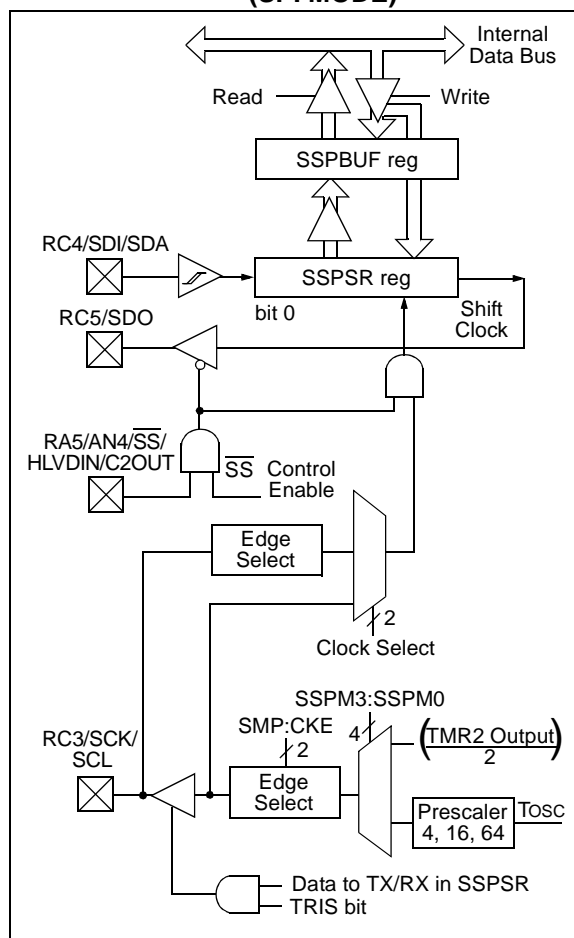 (SPI MODE)
Internal
Data Bus
Read
Write
SSPBUF reg
RC4/SDI/SDA
SSPSR reg
bit 0
Shift
Clock
RC5/SDO
RA5/AN4/SS/
HLVDIN/C2OUT
SS Control
Enable
Edge
Select
2
Clock Select
SSPM3:SSPM0
SMP:CKE
4
2
(TMR2 Output)
2
RC3/SCK/
SCL
Edge
Select
Prescaler
4, 16, 64
TOSC
Data to TX/RX in SSPSR
TRIS bit